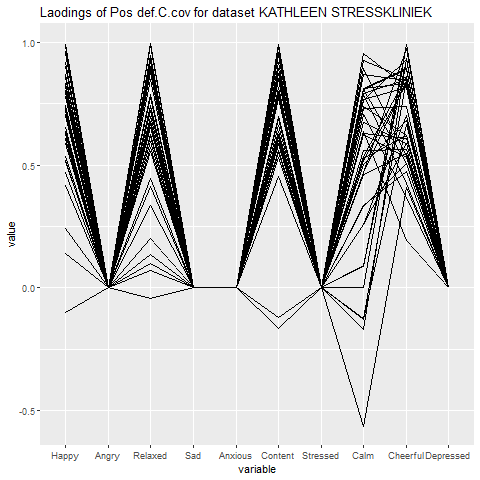 Laodings of Pos def.C.cov for dataset KATHLEEN STRESSKLINIEK
1.0
0.5
0.0
-0.5
value
Happy Angry Relaxed Sad Anxious Content Stressed Calm Cheerful Depressed
variable